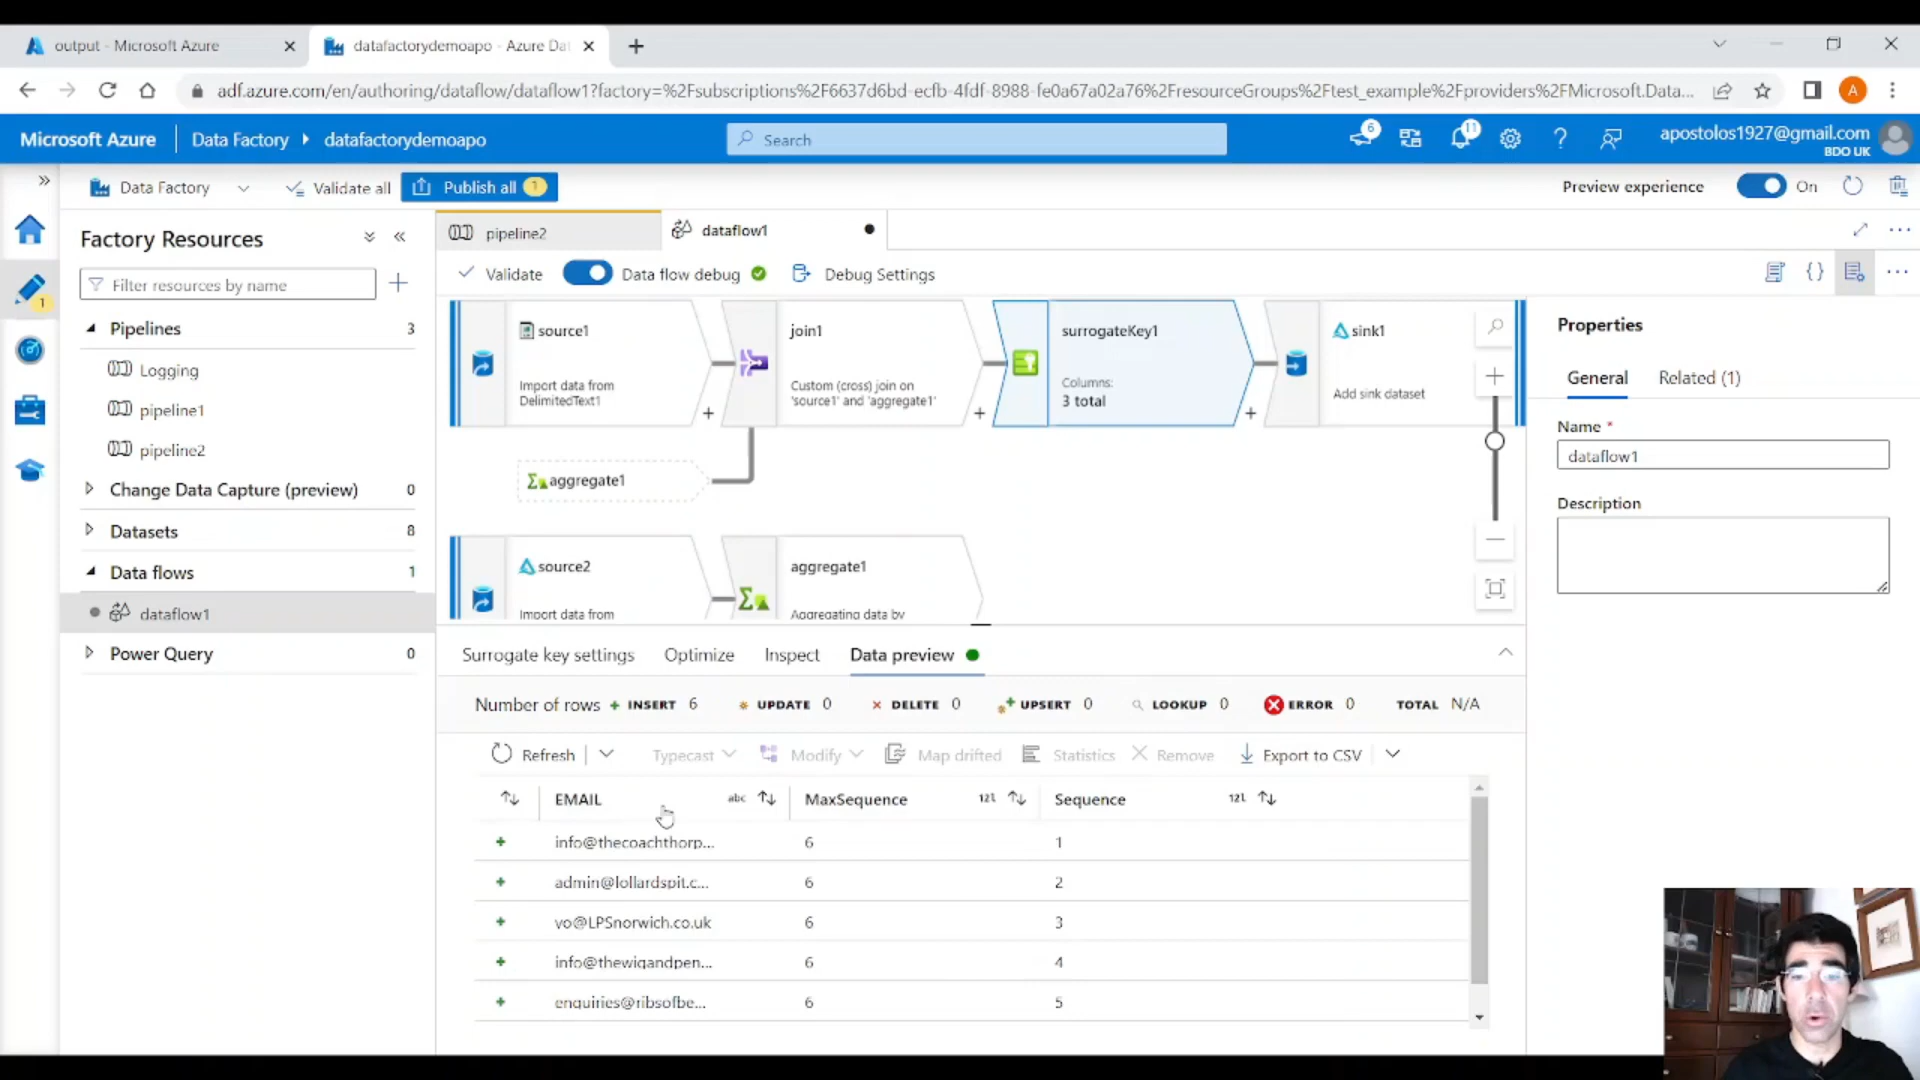 output - Microsoft Azure
datafactorydemoapo - Azure Dat
adf.azure.com/en/authoring/dataflow/dataflow1?factory=%2Fsubscriptions%2F6637d6bd-ecfb-4fdf-8988-fe0a67a02a76%2FresourceGroups%2Ftest_example%2Fproviders%2FMicrosoft.Data...
A
Microsoft Azure
Data Factory
datafactorydemoapo
Search
6
11
apostolos1927@gmail.com
BDO UK
Data Factory
Validate all
Publish all 1
Preview experience
On
Factory Resources
Filter resources by name
1
Pipelines 3
Logging
pipeline1
pipeline2
Change Data Capture (preview) 0
Datasets 8
Data flows 1
dataflow1
Power Query 0
pipeline2
dataflow1
Validate
Data flow debug
Debug Settings
source1
Import data from
DelimitedText1
join1
Custom (cross) join on
'source1' and 'aggregate1'
surrogateKey1
Columns:
3 total
sink1
Add sink dataset
aggregate1
source2
Import data from
aggregate1
Aggregating data by
Properties
General
Related (1)
Name *
dataflow1
Description
Surrogate key settings
Optimize
Inspect
Data preview
Number of rows + INSERT 6 UPDATE 0 DELETE 0 UPSERT 0 LOOKUP 0 ERROR 0 TOTAL N/A
Refresh
Typecast
Modify
Map drifted
Statistics
Remove
Export to CSV
EMAIL abc MaxSequence 12l Sequence 12l
+ info@thecoachthorp... 6 1
+ admin@lollardspit.c... 6 2
+ yo@LPSnorwich.co.uk 6 3
+ info@thewigandpen... 6 4
+ enquiries@ribsofbe... 6 5